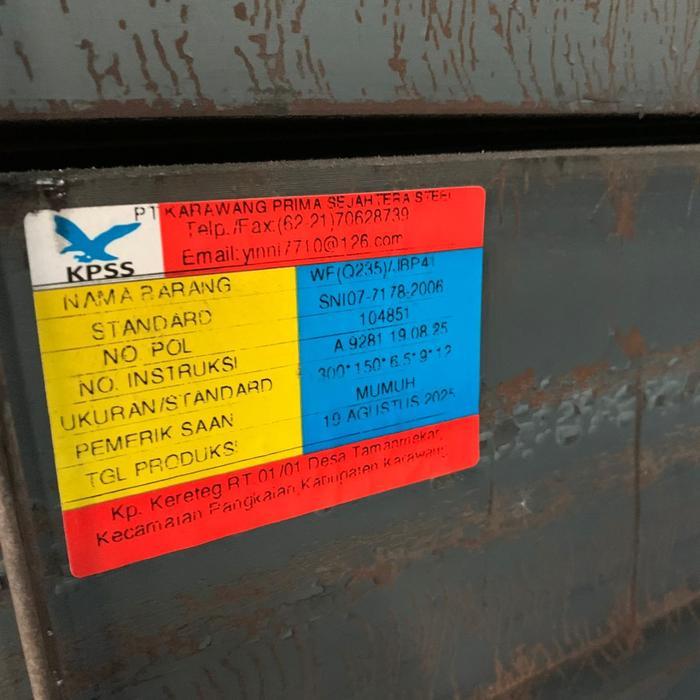 PT KARAWANG PRIMA SEJAHTERA STEEL
Telp./Fax:(62-21)70628739
Email:yinni7710@126.com
KPSS
NAMA BARANG WF(Q235)/JBP41
STANDARD SNI07-7178-2006
NO. POL 104851
NO. INSTRUKSI A.9281 19.08.25
UKURAN/STANDARD 300*150*6.5*9*12
PEMERIKSAAN MUMUH
TGL PRODUKSI 19 AGUSTUS 2025
Kp. Kereteg RT.01/01 Desa Tamanmekar,
Kecamatan Pangkalan, Kabupaten Karawang